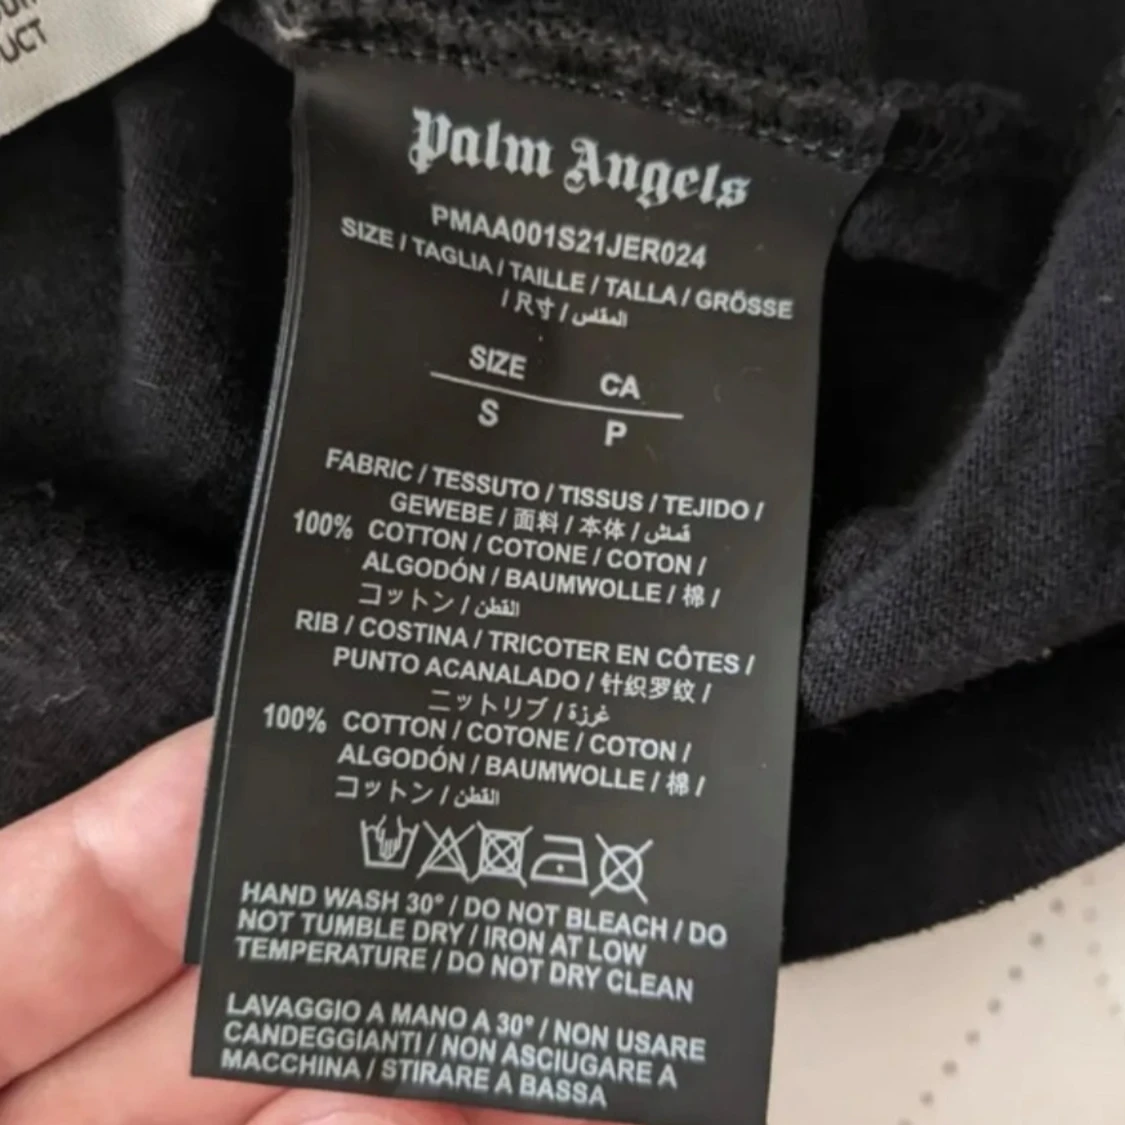 UCT
Palm Angels
PMAA001S21JER024
SIZE / TAGLIA / TAILLE / TALLA / GRÖSSE
/ 尺寸 / المقاس
SIZE CA
S P
FABRIC / TESSUTO / TISSUS / TEJIDO /
GEWEBE / 面料 / 本体 / قماش
100% COTTON / COTONE / COTON /
ALGODÓN / BAUMWOLLE / 棉 /
コットン / القطن
RIB / COSTINA / TRICOTER EN CÔTES /
PUNTO ACANALADO / 针织罗纹 /
ニットリブ / غرزة
100% COTTON / COTONE / COTON /
ALGODÓN / BAUMWOLLE / 棉 /
コットン / القطن
HAND WASH 30° / DO NOT BLEACH / DO
NOT TUMBLE DRY / IRON AT LOW
TEMPERATURE / DO NOT DRY CLEAN
LAVAGGIO A MANO A 30° / NON USARE
CANDEGGIANTI / NON ASCIUGARE A
MACCHINA / STIRARE A BASSA